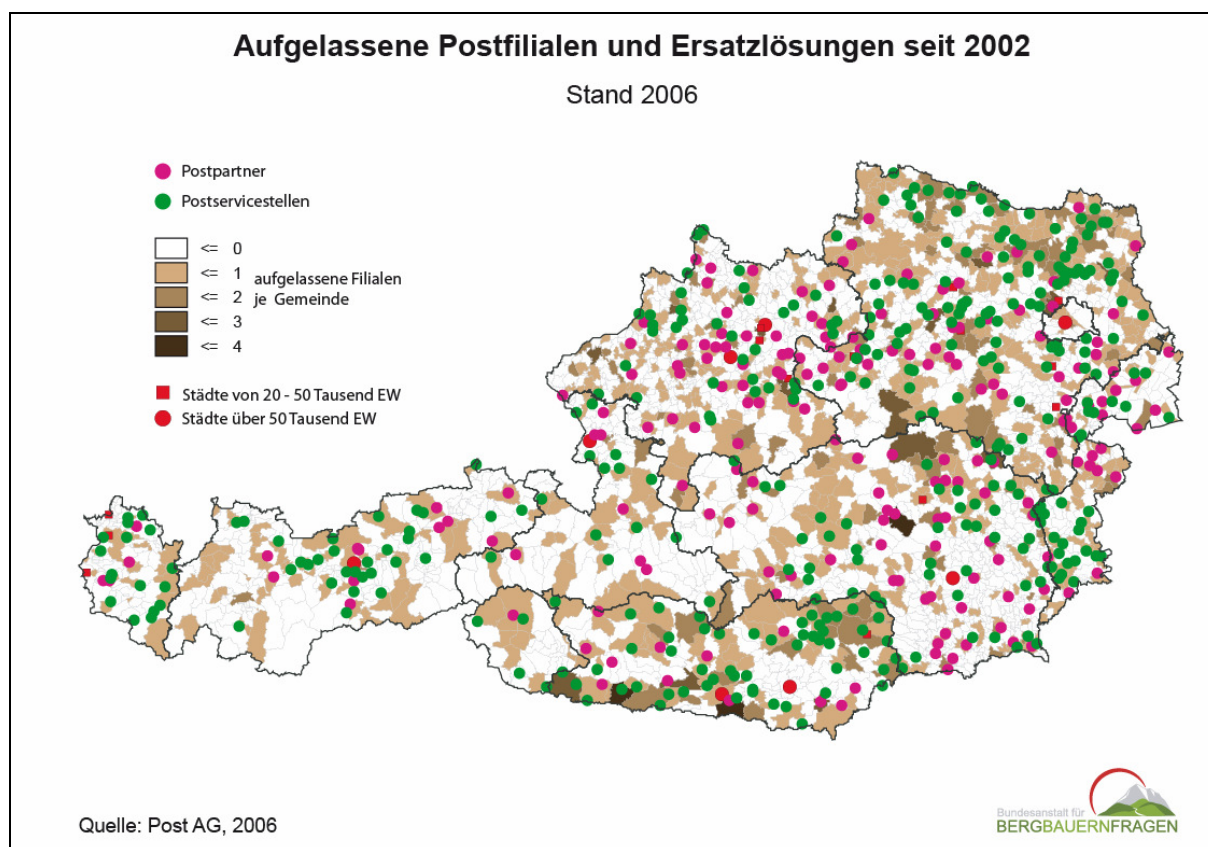 Aufgelassene Postfilialen und Ersatzlösungen seit 2002
Stand 2006
Postpartner
Postservicestellen
<= 0
<= 1
<= 2
<= 3
<= 4
aufgelassene Filialen
je Gemeinde
Städte von 20 - 50 Tausend EW
Städte über 50 Tausend EW
Quelle: Post AG, 2006
Bundesanstalt für
BERGBAUERNFRAGEN